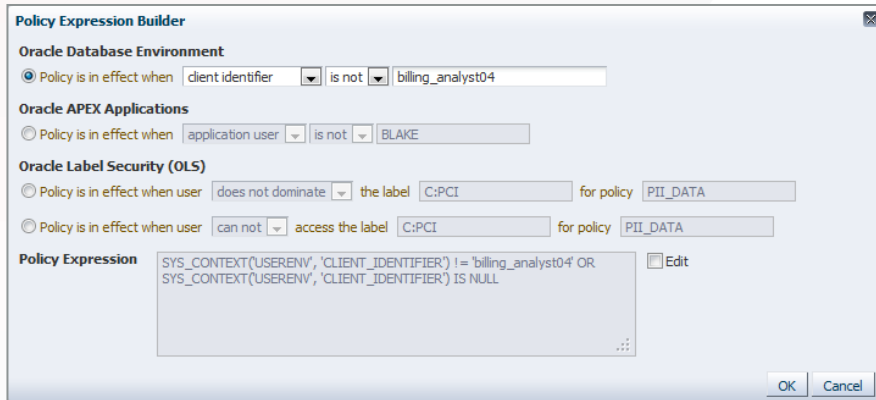 Policy Expression Builder
Oracle Database Environment
Policy is in effect when client identifier is not billing_analyst04
Oracle APEX Applications
Policy is in effect when application user is not BLAKE
Oracle Label Security (OLS)
Policy is in effect when user does not dominate the label C:PCI for policy PII_DATA
Policy is in effect when user can not access the label C:PCI for policy PII_DATA
Policy Expression SYS_CONTEXT('USERENV', 'CLIENT_IDENTIFIER') != 'billing_analyst04' OR Edit
SYS_CONTEXT('USERENV', 'CLIENT_IDENTIFIER') IS NULL
OK Cancel